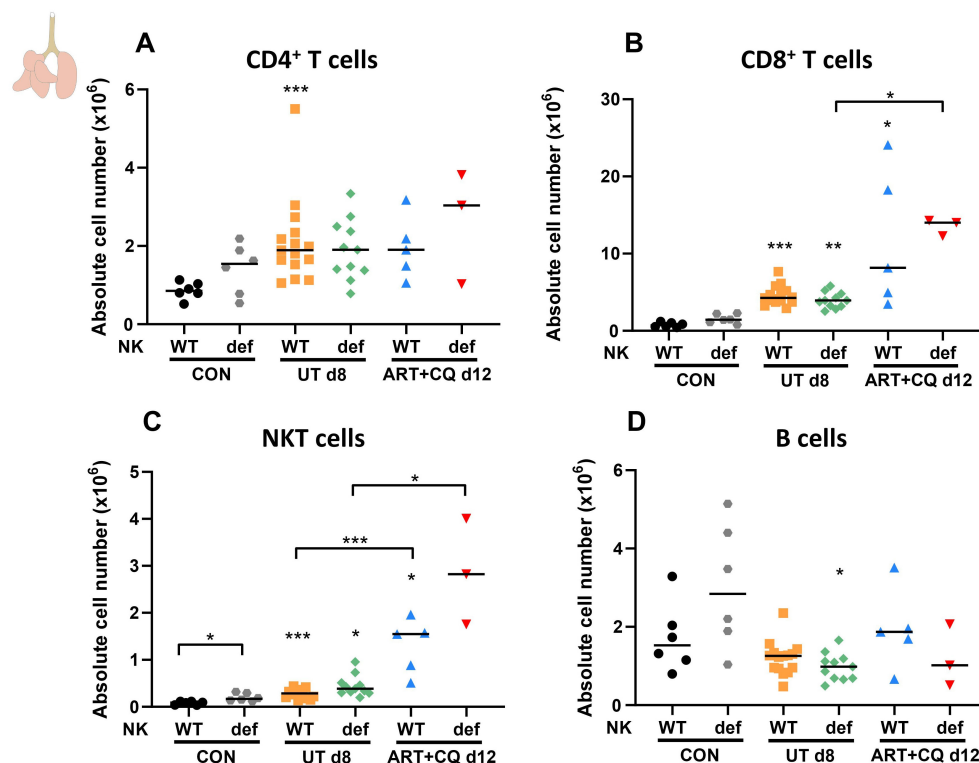 A
CD4⁺ T cells
Absolute cell number (x10⁶)
6
4
2
0
***
NK WT def WT def WT def
CON UT d8 ART+CQ d12
B
CD8⁺ T cells
Absolute cell number (x10⁶)
30
20
10
0
*
*
*** **
NK WT def WT def WT def
CON UT d8 ART+CQ d12
C
NKT cells
Absolute cell number (x10⁶)
5
4
3
2
1
0
*
***
*
* *** *
NK WT def WT def WT def
CON UT d8 ART+CQ d12
D
B cells
Absolute cell number (x10⁶)
6
4
2
0
*
NK WT def WT def WT def
CON UT d8 ART+CQ d12